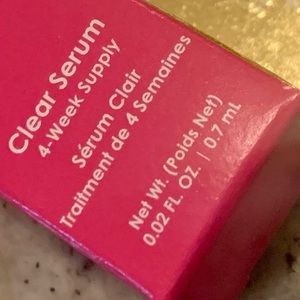 Clear Serum
4-Week Supply
Sérum Clair
Traitment de 4 Semaines
Net Wt. (Poids Net)
0.02 FL. OZ. | 0.7 mL